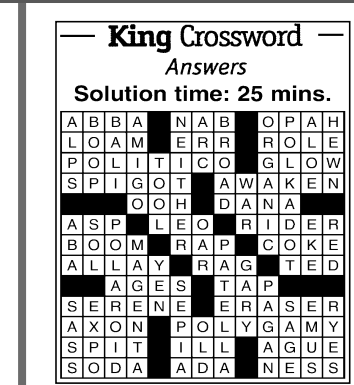 King Crossword
Answers
Solution time: 25 mins.
ABBA NAB OPAH
LOAM ERR ROLE
POLITICO GLOW
SPIGOT AWAKEN
OOH DANA
ASP LEO RIDER
BOOM RAP COKE
ALLAY RAG TED
AGES TAP
SERENE ERASER
AXON POLYGAMY
SPIT ILL AGUE
SODA ADA NESS